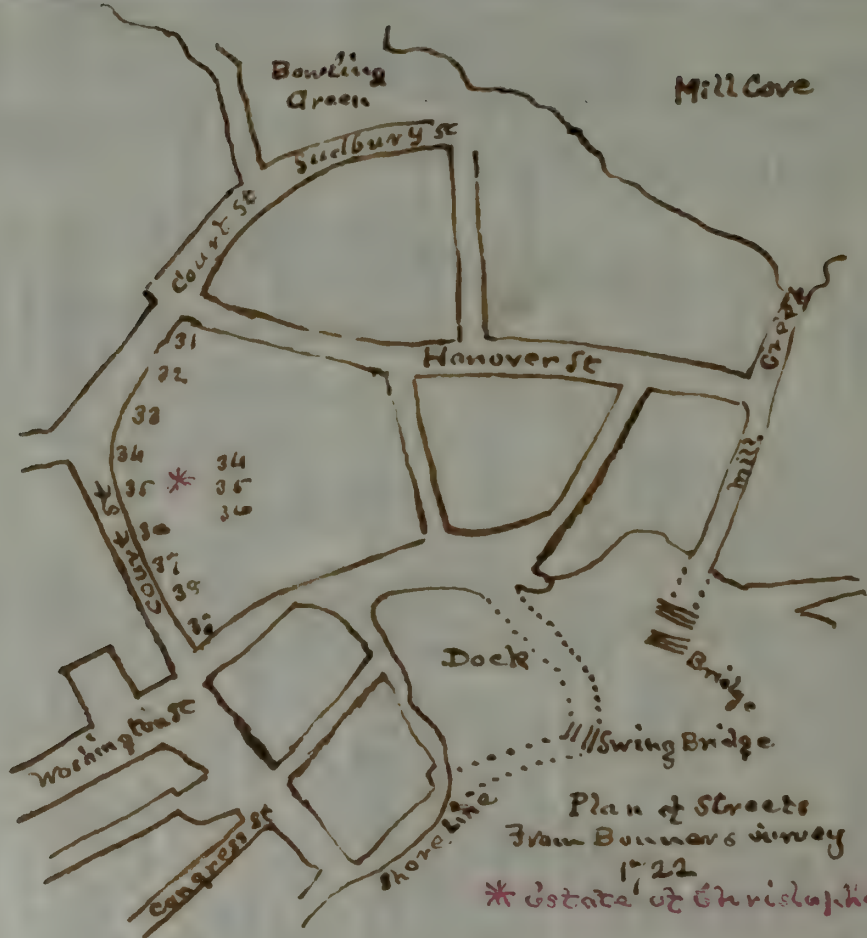 Bowling
Green
Mill Cove
Sudbury St
Court St
31
Hanover St
Creek
32
33
34
34
35
*
35
36
36
Mill
Court St
37
38
39
Dock
Bridge
Washington St
Swing Bridge
Plan of Streets
From Bonners survey
1722
Shore Line
Congress St
* Estate of